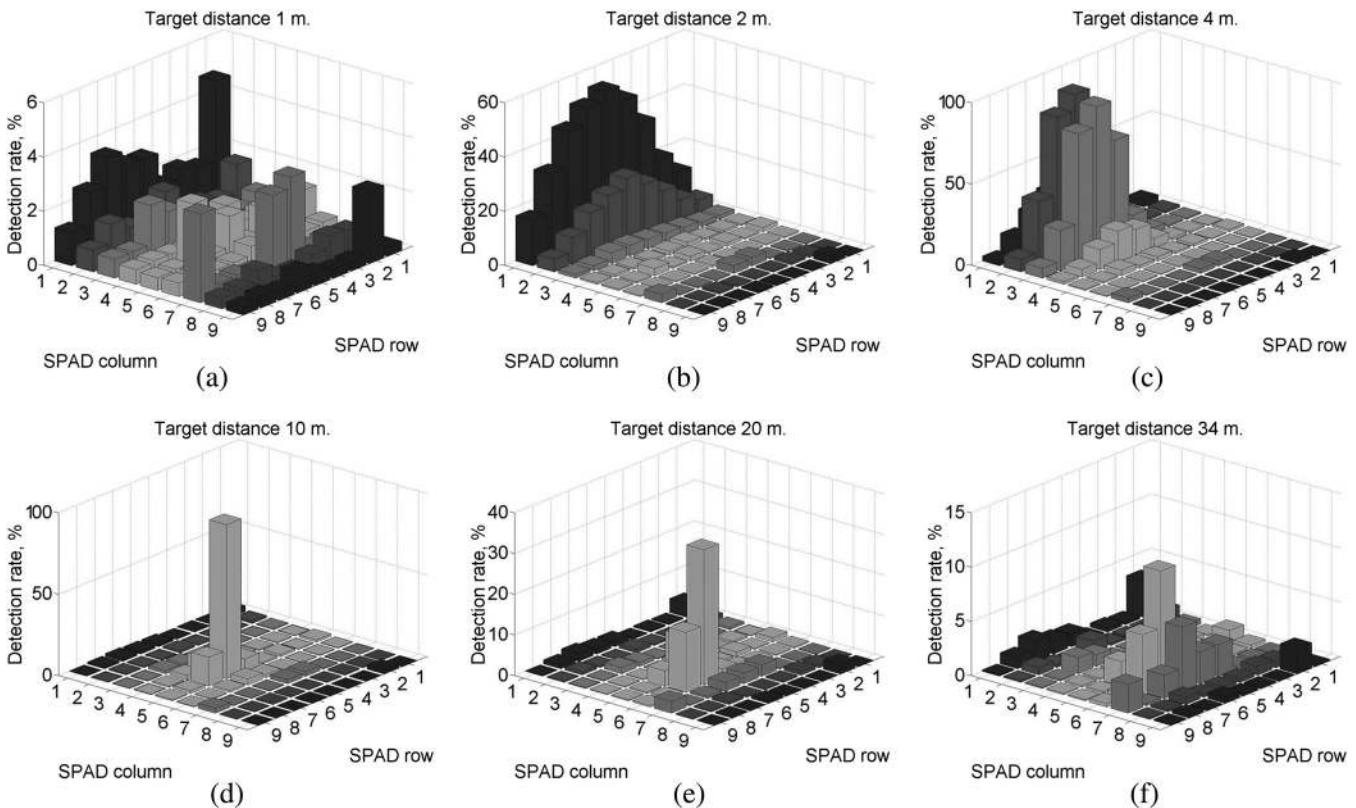 Target distance 1 m.
Detection rate, %
6
4
2
0
1 2 3 4 5 6 7 8 9
9 8 7 6 5 4 3 2 1
SPAD column
SPAD row
(a)
Target distance 2 m.
Detection rate, %
60
40
20
0
1 2 3 4 5 6 7 8 9
9 8 7 6 5 4 3 2 1
SPAD column
SPAD row
(b)
Target distance 4 m.
Detection rate, %
100
50
0
1 2 3 4 5 6 7 8 9
9 8 7 6 5 4 3 2 1
SPAD column
SPAD row
(c)
Target distance 10 m.
Detection rate, %
100
50
0
1 2 3 4 5 6 7 8 9
9 8 7 6 5 4 3 2 1
SPAD column
SPAD row
(d)
Target distance 20 m.
Detection rate, %
40
30
20
10
0
1 2 3 4 5 6 7 8 9
9 8 7 6 5 4 3 2 1
SPAD column
SPAD row
(e)
Target distance 34 m.
Detection rate, %
15
10
5
0
1 2 3 4 5 6 7 8 9
9 8 7 6 5 4 3 2 1
SPAD column
SPAD row
(f)